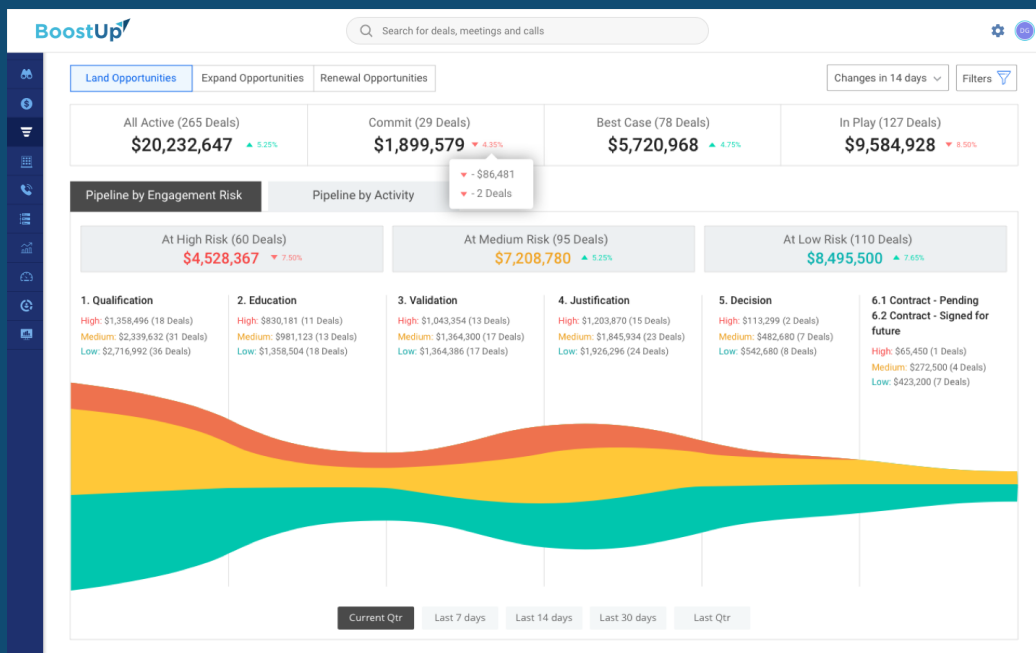 BoostUp
Search for deals, meetings and calls
DG
Land Opportunities
Expand Opportunities
Renewal Opportunities
Changes in 14 days
Filters
All Active (265 Deals)
$20,232,647 5.25%
Commit (29 Deals)
$1,899,579 4.35%
Best Case (78 Deals)
$5,720,968 4.75%
In Play (127 Deals)
$9,584,928 8.50%
- $86,481
- 2 Deals
Pipeline by Engagement Risk
Pipeline by Activity
At High Risk (60 Deals)
$4,528,367 7.50%
At Medium Risk (95 Deals)
$7,208,780 5.25%
At Low Risk (110 Deals)
$8,495,500 7.65%
1. Qualification
High: $1,358,496 (18 Deals)
Medium: $2,339,632 (31 Deals)
Low: $2,716,992 (36 Deals)
2. Education
High: $830,181 (11 Deals)
Medium: $981,123 (13 Deals)
Low: $1,358,504 (18 Deals)
3. Validation
High: $1,043,354 (13 Deals)
Medium: $1,364,300 (17 Deals)
Low: $1,364,386 (17 Deals)
4. Justification
High: $1,203,870 (15 Deals)
Medium: $1,845,934 (23 Deals)
Low: $1,926,296 (24 Deals)
5. Decision
High: $113,299 (2 Deals)
Medium: $482,680 (7 Deals)
Low: $542,680 (8 Deals)
6.1 Contract - Pending
6.2 Contract - Signed for
future
High: $65,450 (1 Deals)
Medium: $272,500 (4 Deals)
Low: $423,200 (7 Deals)
Current Qtr
Last 7 days
Last 14 days
Last 30 days
Last Qtr